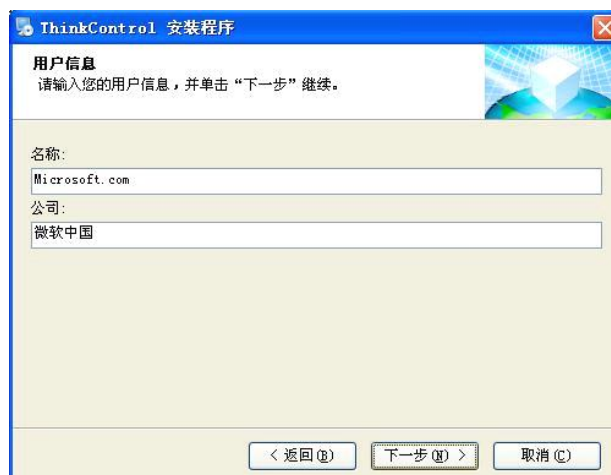 ThinkControl 安装程序
用户信息
请输入您的用户信息，并单击“下一步”继续。
名称:
Microsoft.com
公司:
微软中国
< 返回(B)
下一步(N) >
取消(C)